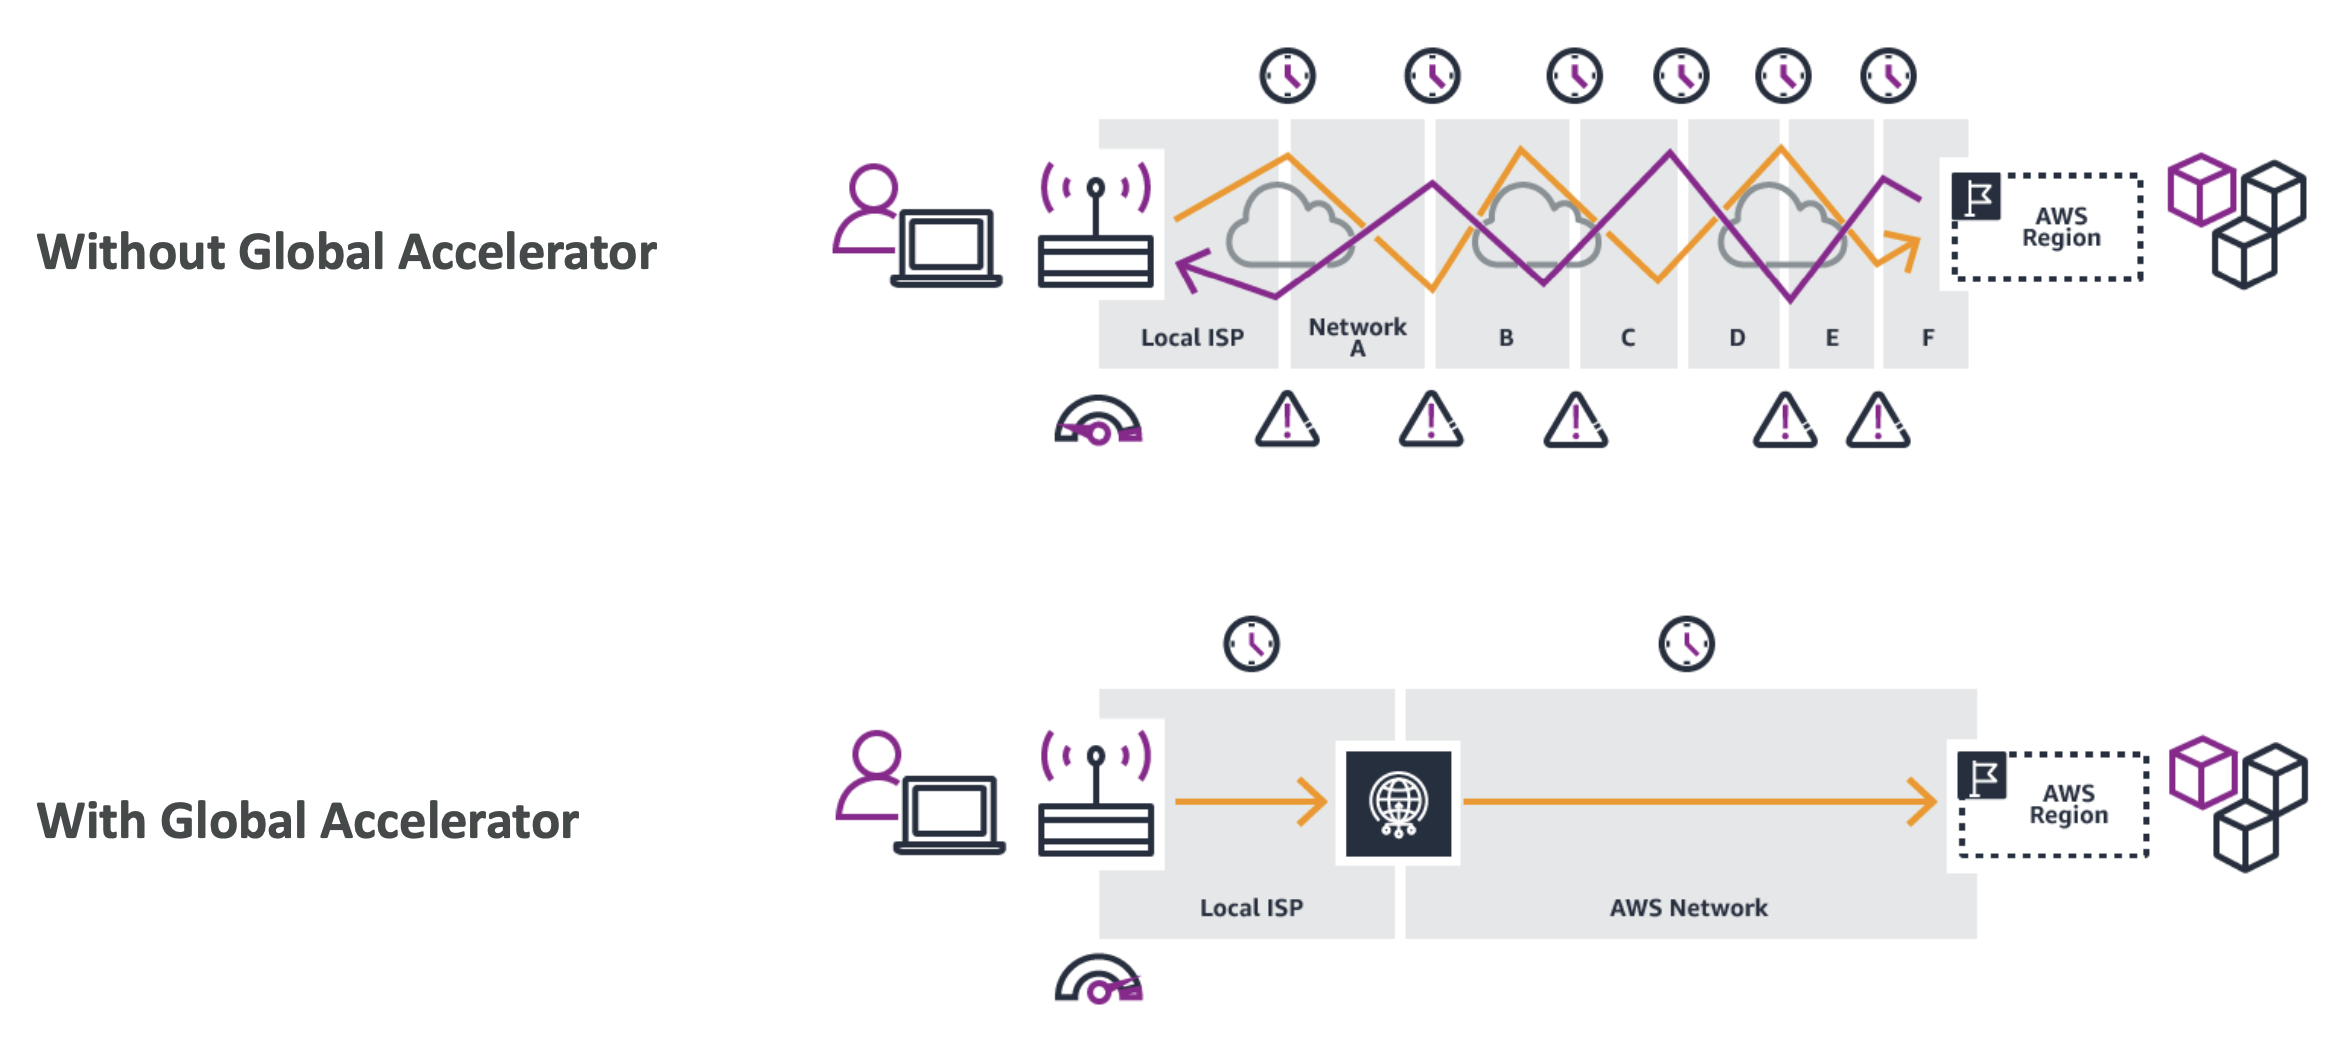 Without Global Accelerator
AWS
Region
Local ISP
Network
A
B
C
D
E
F
With Global Accelerator
AWS
Region
Local ISP
AWS Network